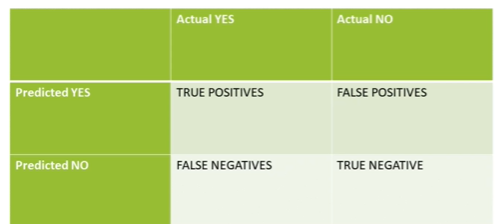 Actual YES
Actual NO
Predicted YES
TRUE POSITIVES
FALSE POSITIVES
Predicted NO
FALSE NEGATIVES
TRUE NEGATIVE